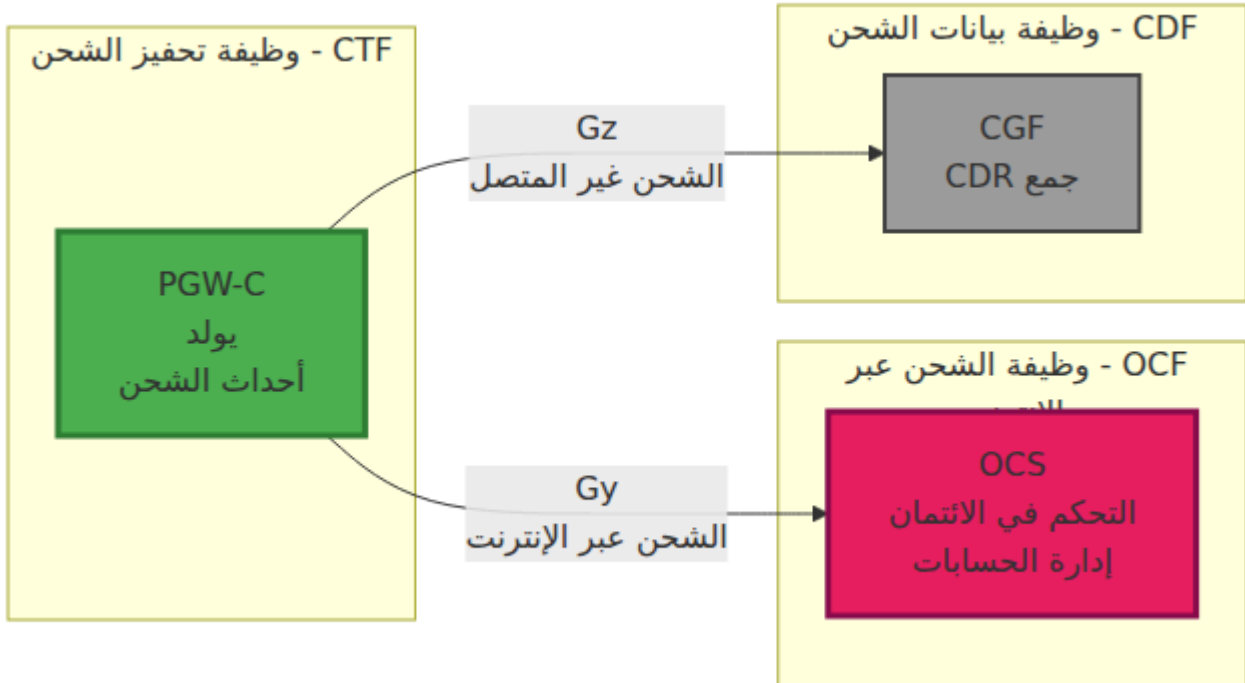 CTF - وظيفة تحفيز الشحن
PGW-C
يولد
أحداث الشحن
Gz
الشحن غير المتصل
Gy
الشحن عبر الإنترنت
CDF - وظيفة بيانات الشحن
CGF
جمع CDR
OCF - وظيفة الشحن عبر
OCS
التحكم في الائتمان
إدارة الحسابات